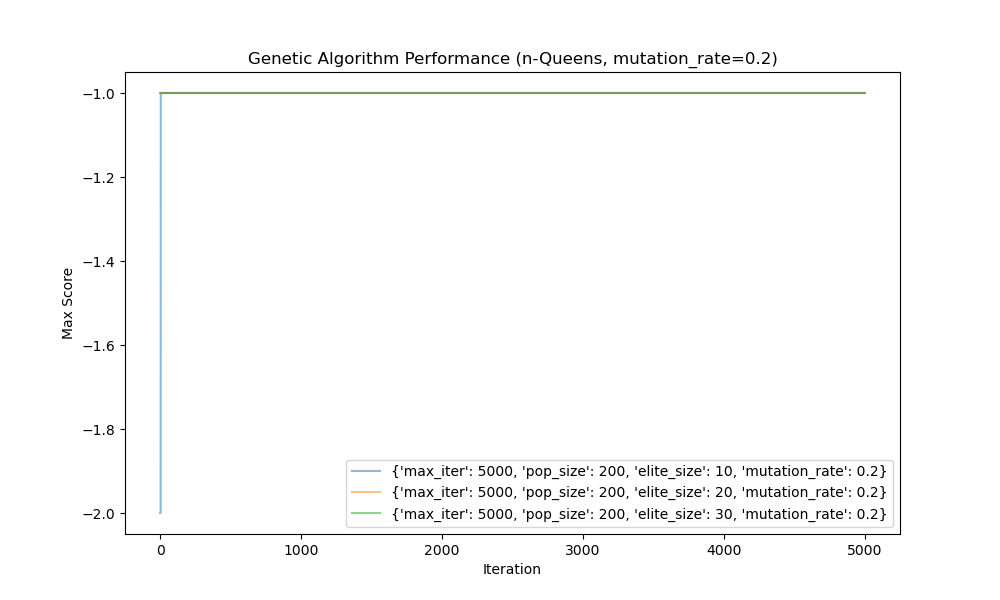 Genetic Algorithm Performance (n-Queens, mutation_rate=0.2)
Max Score
−1.0
−1.2
−1.4
−1.6
−1.8
−2.0
{'max_iter': 5000, 'pop_size': 200, 'elite_size': 10, 'mutation_rate': 0.2}
{'max_iter': 5000, 'pop_size': 200, 'elite_size': 20, 'mutation_rate': 0.2}
{'max_iter': 5000, 'pop_size': 200, 'elite_size': 30, 'mutation_rate': 0.2}
0 1000 2000 3000 4000 5000
Iteration